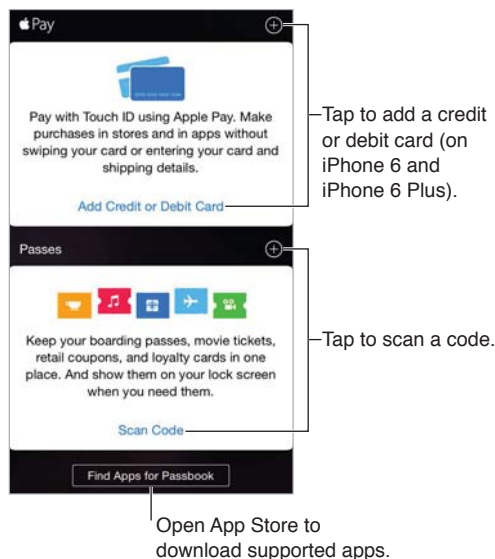 Pay
Pay with Touch ID using Apple Pay. Make
purchases in stores and in apps without
swiping your card or entering your card and
shipping details.
Add Credit or Debit Card
Tap to add a credit
or debit card (on
iPhone 6 and
iPhone 6 Plus).
Passes
Keep your boarding passes, movie tickets,
retail coupons, and loyalty cards in one
place. And show them on your lock screen
when you need them.
Scan Code
Tap to scan a code.
Find Apps for Passbook
Open App Store to
download supported apps.